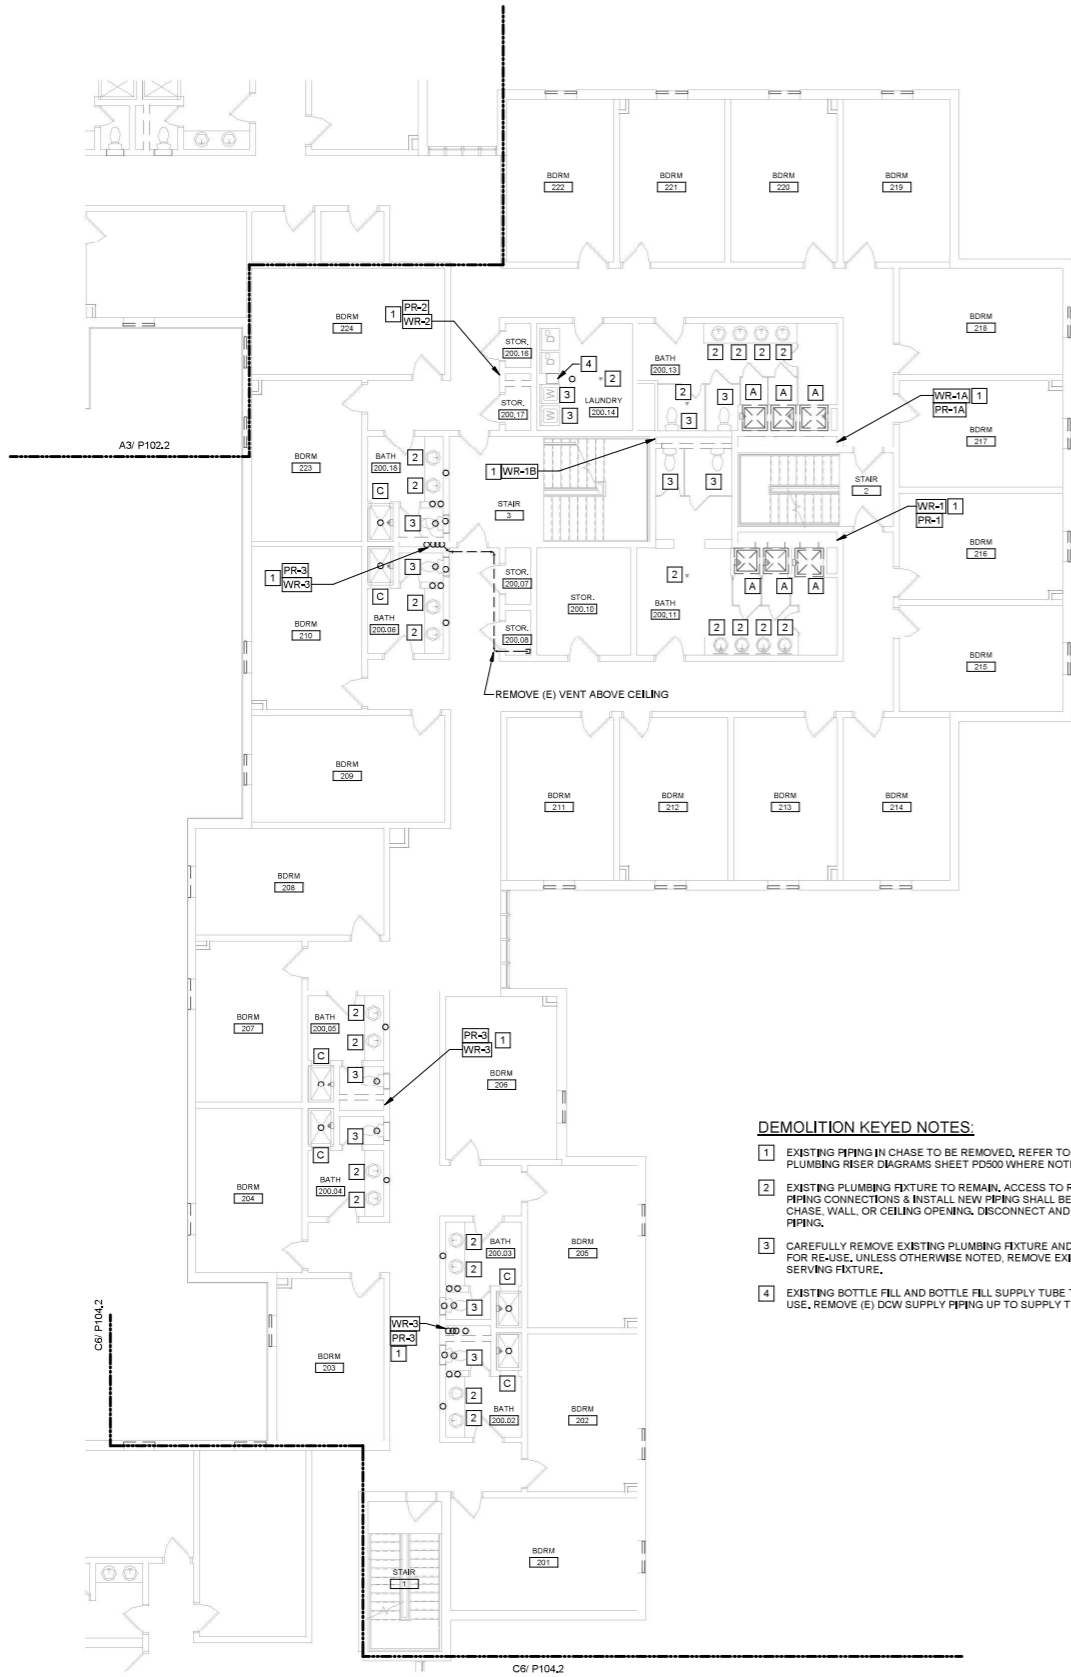 BDRM
222
BDRM
221
BDRM
220
BDRM
219
BDRM
224
1
PR-2
WR-2
STOR.
200.16
STOR.
200.17
4
2
3
3
LAUNDRY
200.14
BATH
200.13
2
2
2
2
2
3
3
A
A
A
BDRM
218
WR-1A
1
PR-1A
BDRM
217
A3/ P102.2
BDRM
223
BATH
200.18
2
2
C
3
1
WR-1B
STAIR
3
3
3
STAIR
2
WR-1
1
PR-1
BDRM
216
1
PR-3
WR-3
3
C
2
2
BATH
200.06
BDRM
210
STOR.
200.07
STOR.
200.08
STOR.
200.10
2
BATH
200.11
A
A
A
2
2
2
2
BDRM
215
REMOVE (E) VENT ABOVE CEILING
BDRM
209
BDRM
211
BDRM
212
BDRM
213
BDRM
214
BDRM
208
BDRM
207
BATH
200.05
2
2
C
3
PR-3
1
WR-3
BDRM
206
3
C
BATH
200.04
2
2
BDRM
204
2
BATH
200.03
2
C
3
BDRM
205
WR-3
PR-3
1
3
C
2
2
BATH
200.02
BDRM
203
BDRM
202
C6/ P104.2
BDRM
201
STAIR
1
C6/ P104.2
DEMOLITION KEYED NOTES:
1 EXISTING PIPING IN CHASE TO BE REMOVED. REFER TO
PLUMBING RISER DIAGRAMS SHEET PD500 WHERE
2 EXISTING PLUMBING FIXTURE TO REMAIN. ACCESS TO
PIPING CONNECTIONS & INSTALL NEW PIPING SHALL BE
CHASE, WALL, OR CEILING OPENING. DISCONNECT AND
PIPING.
3 CAREFULLY REMOVE EXISTING PLUMBING FIXTURE AND
FOR RE-USE. UNLESS OTHERWISE NOTED, REMOVE
SERVING FIXTURE.
4 EXISTING BOTTLE FILL AND BOTTLE FILL SUPPLY TUBE
USE. REMOVE (E) DCW SUPPLY PIPING UP TO SUPPLY